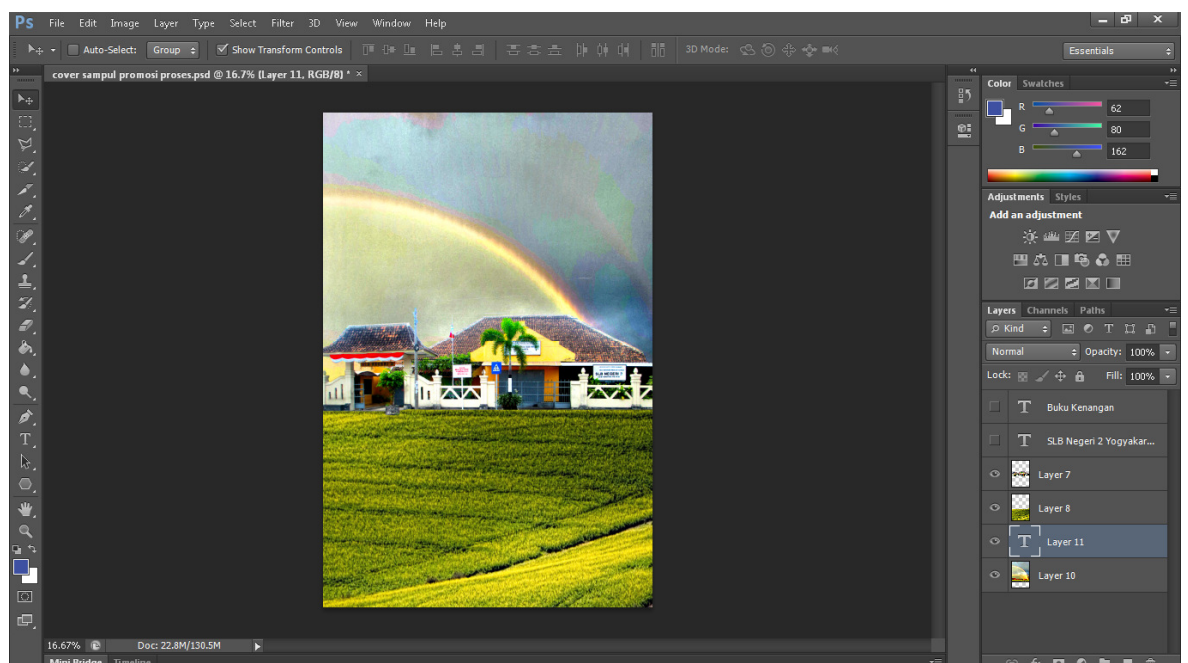 Ps File Edit Image Layer Type Select Filter 3D View Window Help
Auto-Select: Group Show Transform Controls 3D Mode: Essentials
cover sampul promosi proses.psd @ 16.7% (Layer 11, RGB/8) * ×
Color Swatches
R 62
G 80
B 162
Adjustments Styles
Add an adjustment
Layers Channels Paths
Kind
Normal Opacity: 100%
Lock: Fill: 100%
T Buku Kenangan
T SLB Negeri 2 Yogyakar...
Layer 7
Layer 8
T Layer 11
Layer 10
16.67% Doc: 22.8M/130.5M
Mini Bridge Timeline